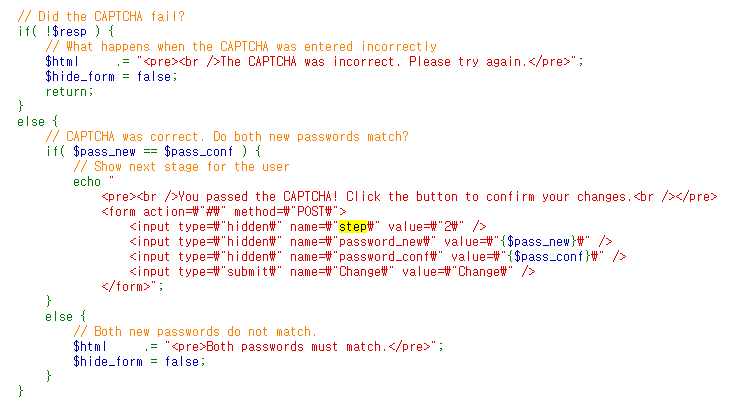 // Did the CAPTCHA fail?
if( !$resp ) {
// What happens when the CAPTCHA was entered incorrectly
$html .= "<pre><br />The CAPTCHA was incorrect. Please try again.</pre>";
$hide_form = false;
return;
}
else {
// CAPTCHA was correct. Do both new passwords match?
if( $pass_new == $pass_conf ) {
// Show next stage for the user
echo "
<pre><br />You passed the CAPTCHA! Click the button to confirm your changes.<br /></pre>
<form action=₩"#₩" method=₩"POST₩">
<input type=₩"hidden₩" name=₩"step₩" value=₩"2₩" />
<input type=₩"hidden₩" name=₩"password_new₩" value=₩"{$pass_new}₩" />
<input type=₩"hidden₩" name=₩"password_conf₩" value=₩"{$pass_conf}₩" />
<input type=₩"submit₩" name=₩"Change₩" value=₩"Change₩" />
</form>";
}
else {
// Both new passwords do not match.
$html .= "<pre>Both passwords must match.</pre>";
$hide_form = false;
}
}